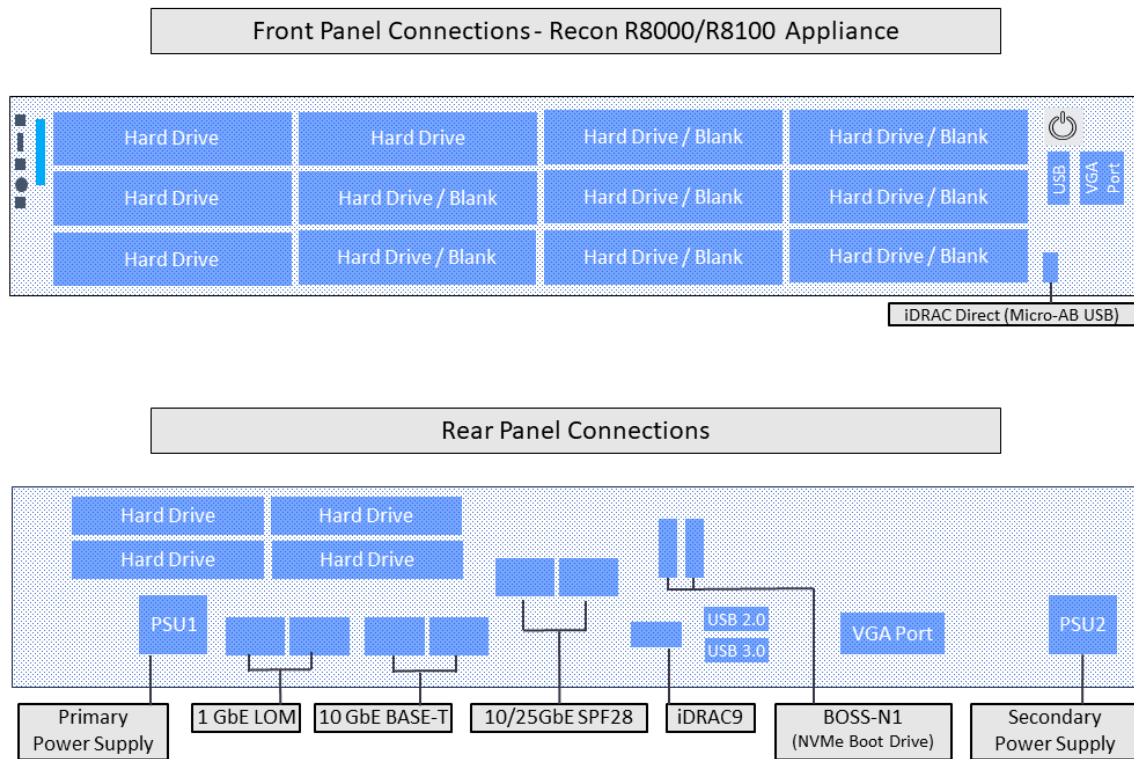 Front Panel Connections - Recon R8000/R8100 Appliance
Hard Drive
Hard Drive
Hard Drive / Blank
Hard Drive / Blank
Hard Drive
Hard Drive / Blank
Hard Drive / Blank
Hard Drive / Blank
Hard Drive
Hard Drive / Blank
Hard Drive / Blank
Hard Drive / Blank
USB
VGA
Port
iDRAC Direct (Micro-AB USB)
Rear Panel Connections
Hard Drive
Hard Drive
Hard Drive
Hard Drive
PSU1
USB 2.0
USB 3.0
VGA Port
PSU2
Primary
Power Supply
1 GbE LOM
10 GbE BASE-T
10/25GbE SPF28
iDRAC9
BOSS-N1
(NVMe Boot Drive)
Secondary
Power Supply